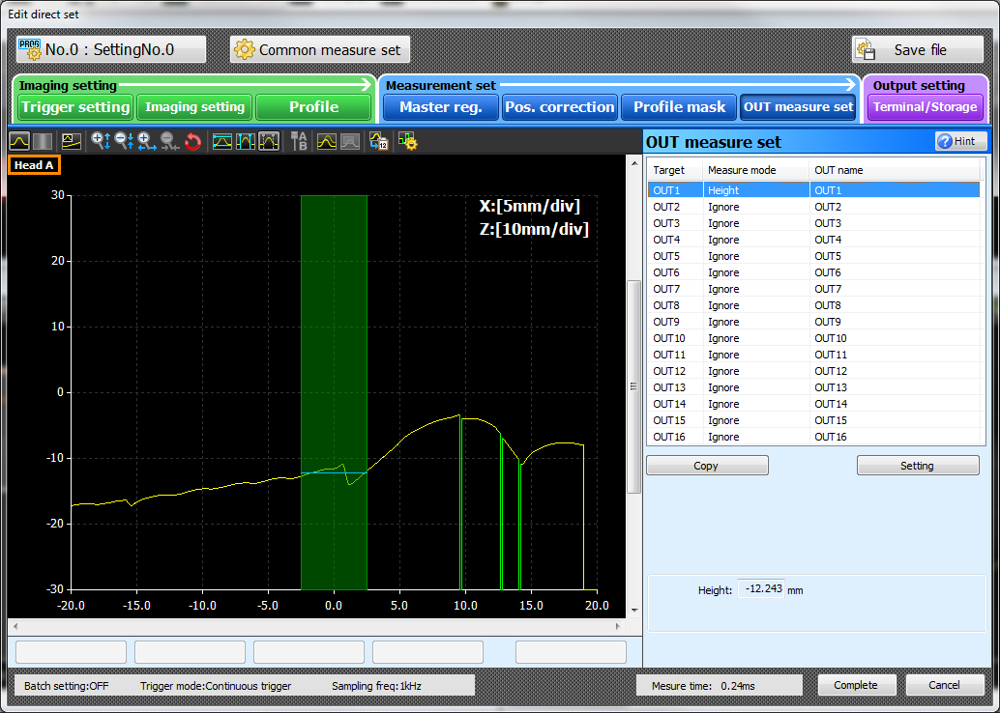 Edit direct set
PROG No.0 : SettingNo.0 Common measure set Save file
Imaging setting Measurement set Output setting
Trigger setting Imaging setting Profile Master reg. Pos. correction Profile mask OUT measure set Terminal/Storage
A B 12
OUT measure set ? Hint
Head A
X:[5mm/div]
Z:[10mm/div]
30
20
10
0
-10
-20
-30
-20.0 -15.0 -10.0 -5.0 0.0 5.0 10.0 15.0 20.0
Target Measure mode OUT name
OUT1 Height OUT1
OUT2 Ignore OUT2
OUT3 Ignore OUT3
OUT4 Ignore OUT4
OUT5 Ignore OUT5
OUT6 Ignore OUT6
OUT7 Ignore OUT7
OUT8 Ignore OUT8
OUT9 Ignore OUT9
OUT10 Ignore OUT10
OUT11 Ignore OUT11
OUT12 Ignore OUT12
OUT13 Ignore OUT13
OUT14 Ignore OUT14
OUT15 Ignore OUT15
OUT16 Ignore OUT16
Copy Setting
Height: -12.243 mm
Batch setting:OFF Trigger mode:Continuous trigger Sampling freq:1kHz Mesure time: 0.24ms Complete Cancel